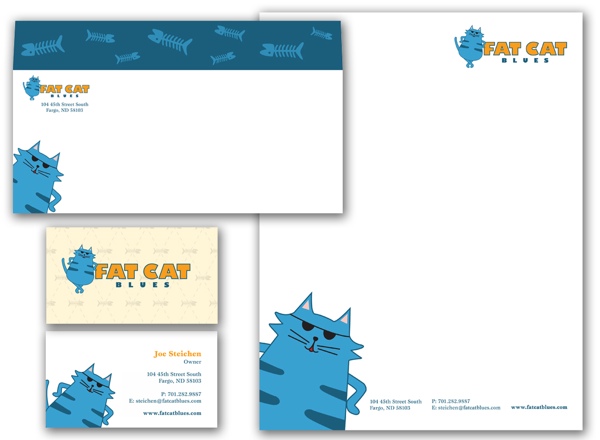 FAT CAT
BLUES
104 45th Street South
Fargo, ND 58103
FAT CAT
BLUES
FAT CAT
BLUES
Joe Steichen
Owner
104 45th Street South
Fargo, ND 58103
P: 701.282.9887
E: steichen@fatcatblues.com
www.fatcatblues.com
104 45th Street South
Fargo, ND 58103
P: 701.282.9887
E: steichen@fatcatblues.com
www.fatcatblues.com